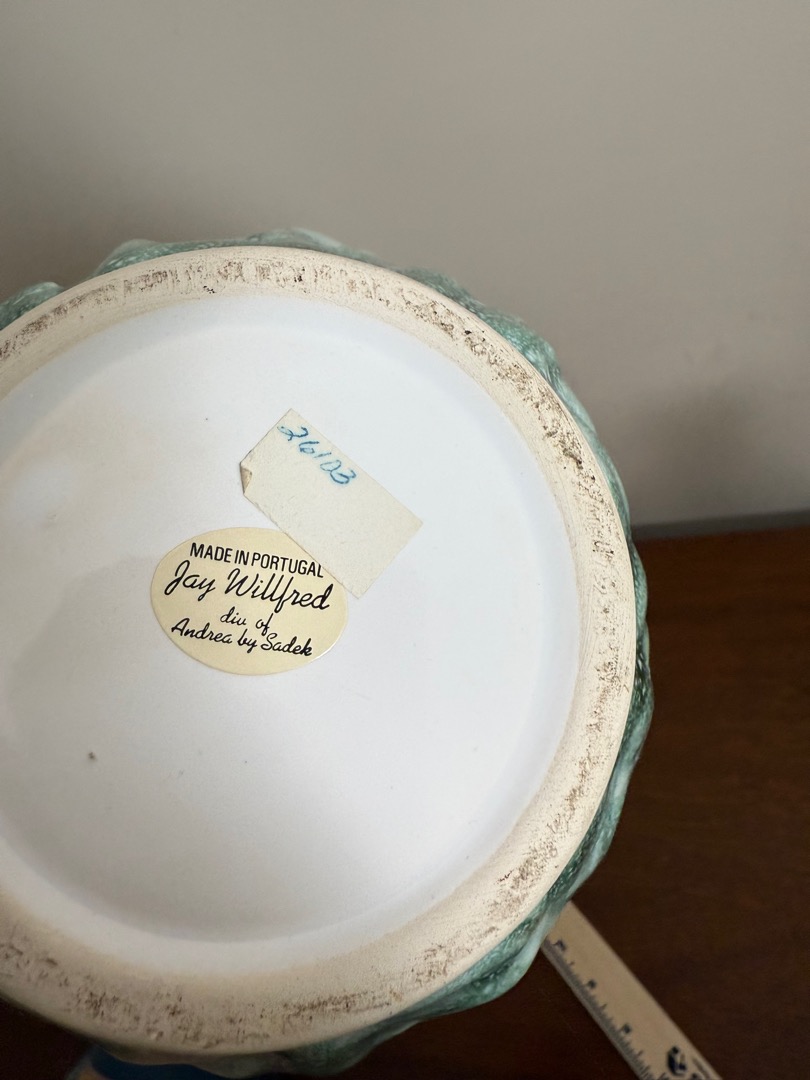 26103
MADE IN PORTUGAL
Jay Willfred
div of
Andrea by Sadek